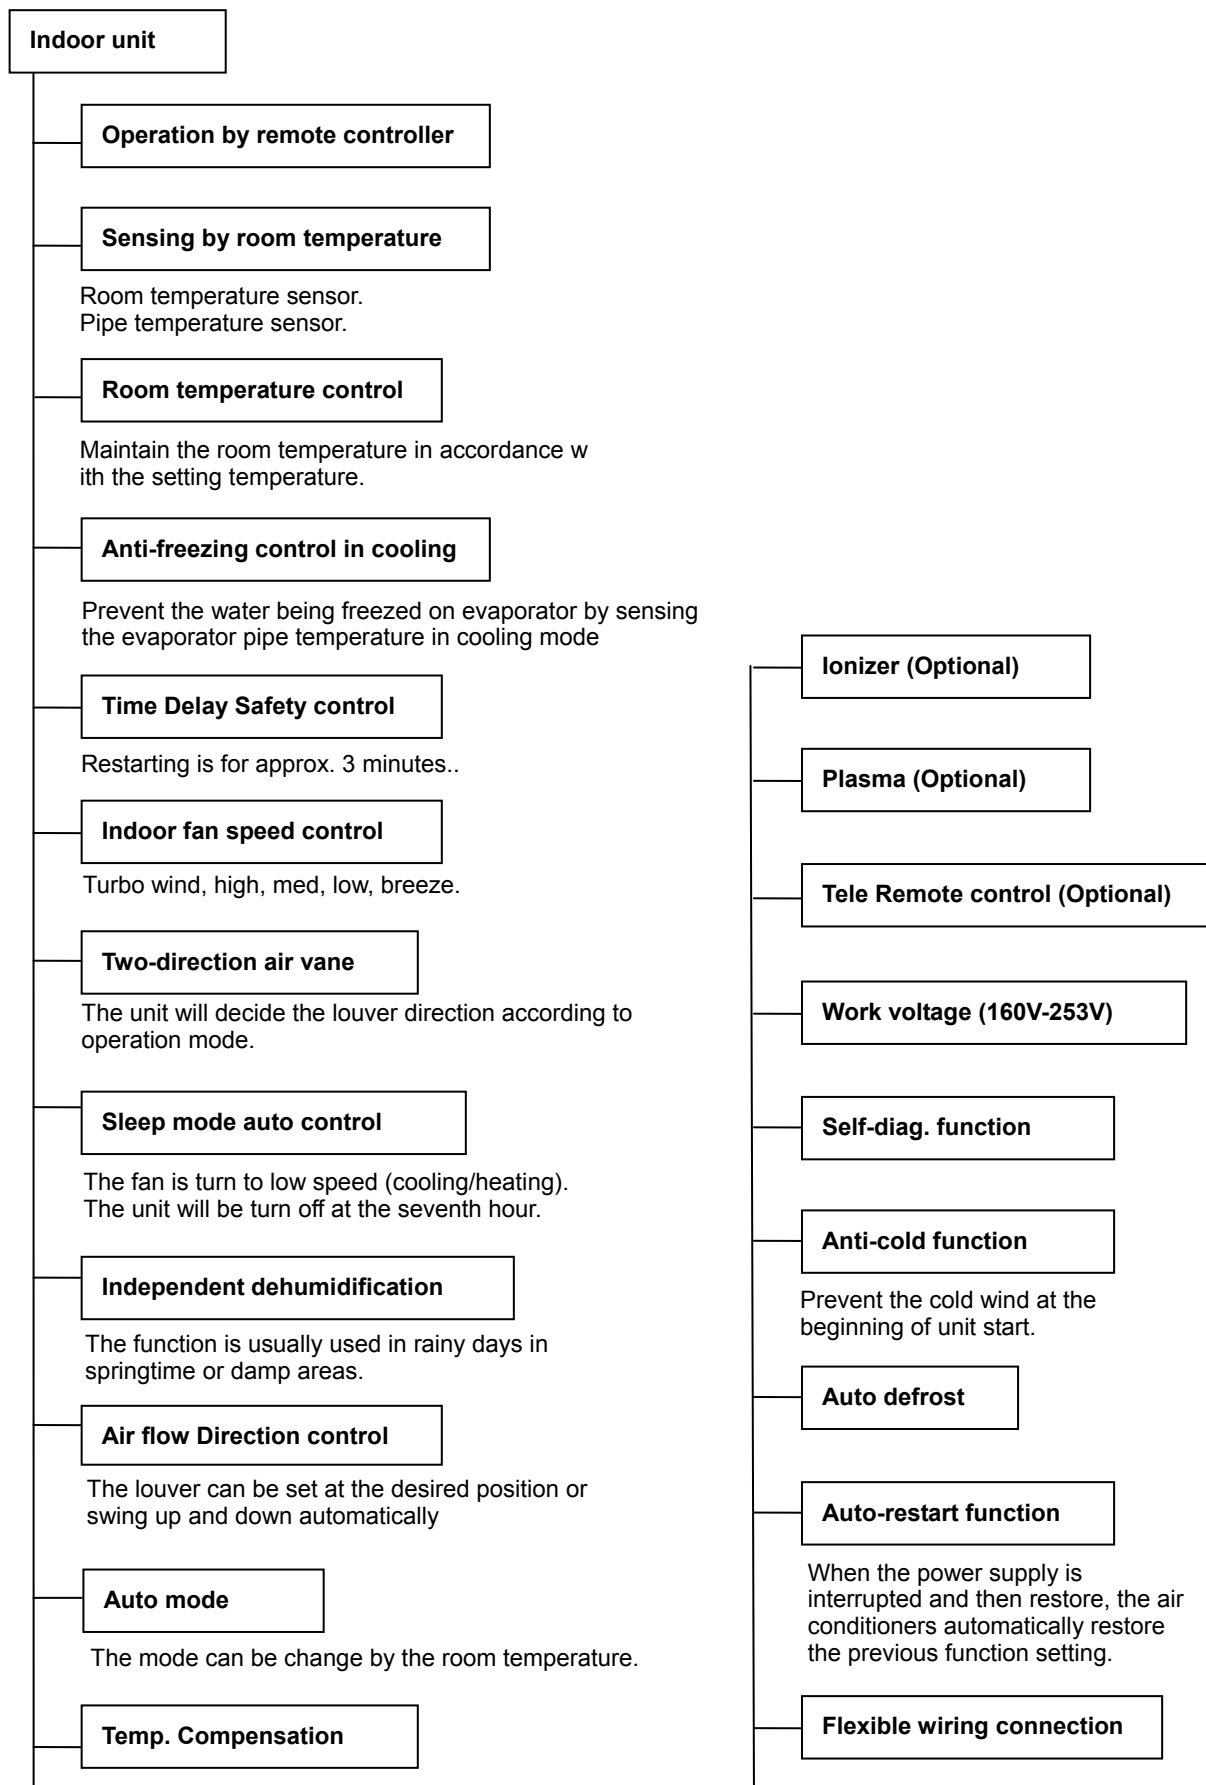 Indoor unit
Operation by remote controller
Sensing by room temperature
Room temperature sensor.
Pipe temperature sensor.
Room temperature control
Maintain the room temperature in accordance w
ith the setting temperature.
Anti-freezing control in cooling
Prevent the water being freezed on evaporator by sensing
the evaporator pipe temperature in cooling mode
Time Delay Safety control
Restarting is for approx. 3 minutes..
Indoor fan speed control
Turbo wind, high, med, low, breeze.
Two-direction air vane
The unit will decide the louver direction according to
operation mode.
Sleep mode auto control
The fan is turn to low speed (cooling/heating).
The unit will be turn off at the seventh hour.
Independent dehumidification
The function is usually used in rainy days in
springtime or damp areas.
Air flow Direction control
The louver can be set at the desired position or
swing up and down automatically
Auto mode
The mode can be change by the room temperature.
Temp. Compensation
Ionizer (Optional)
Plasma (Optional)
Tele Remote control (Optional)
Work voltage (160V-253V)
Self-diag. function
Anti-cold function
Prevent the cold wind at the
beginning of unit start.
Auto defrost
Auto-restart function
When the power supply is
interrupted and then restore, the air
conditioners automatically restore
the previous function setting.
Flexible wiring connection